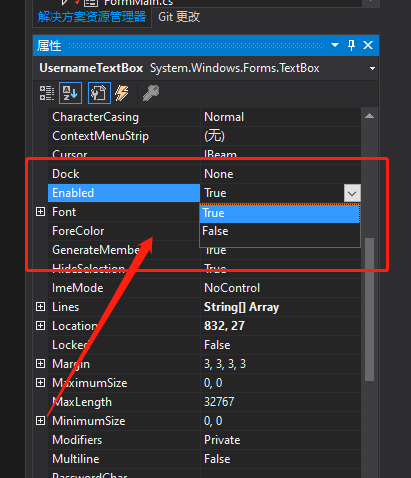 FormMain.cs
解决方案资源管理器 Git 更改
属性
UsernameTextBox System.Windows.Forms.TextBox
CharacterCasing Normal
ContextMenuStrip (无)
Cursor IBeam
Dock None
Enabled True
True
Font
False
ForeColor
GenerateMember True
HideSelection True
ImeMode NoControl
Lines String[] Array
Location 832, 27
Locked False
Margin 3, 3, 3, 3
MaximumSize 0, 0
MaxLength 32767
MinimumSize 0, 0
Modifiers Private
Multiline False
PasswordChar